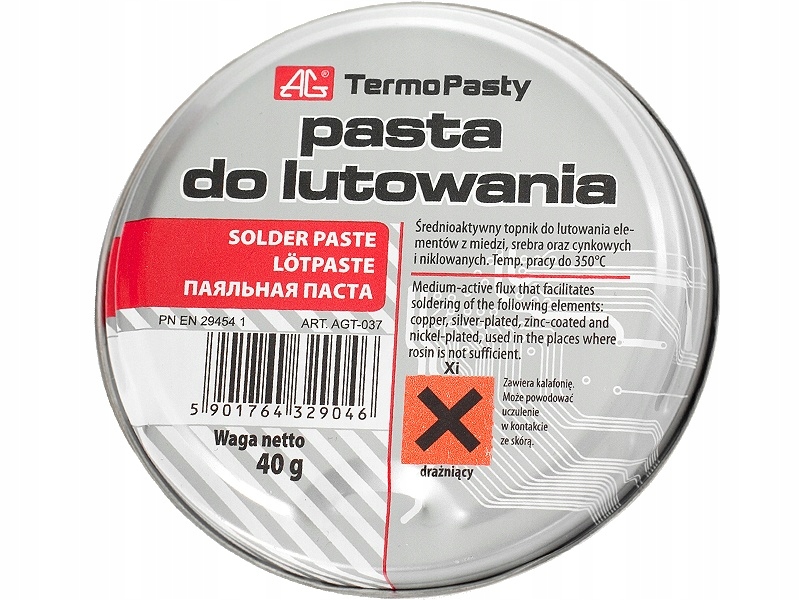 AG® TermoPasty
pasta
do lutowania
SOLDER PASTE
LÖTPASTE
ПАЯЛЬНАЯ ПАСТА
PN EN 29454 1 ART. AGT-037
5 901764 329046
Waga netto
40 g
Średnioaktywny topnik do lutowania ele-
mentów z miedzi, srebra oraz cynkowych
i niklowanych. Temp. pracy do 350°C
Medium-active flux that facilitates
soldering of the following elements:
copper, silver-plated, zinc-coated and
nickel-plated, used in the places where
rosin is not sufficient.
Xi
drażniący
Zawiera kalafonię.
Może powodować
uczulenie
w kontakcie
ze skórą.